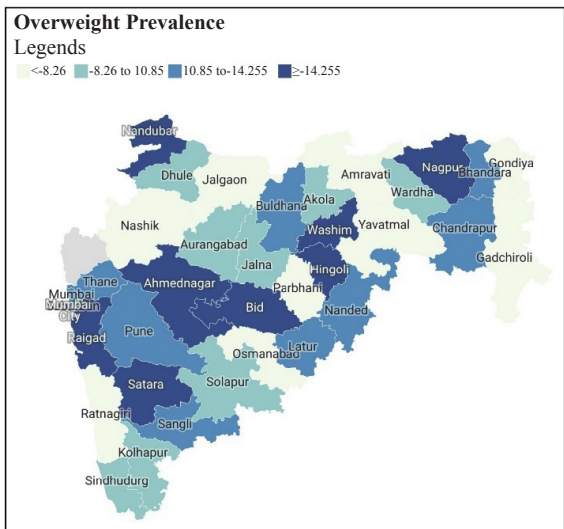 Overweight Prevalence
Legends
<-8.26 -8.26 to 10.85 10.85 to-14.255 ≥-14.255
Nandubar
Dhule
Jalgaon
Nashik
Buldhana
Akola
Amravati
Wardha
Nagpur
Bhandara
Gondiya
Washim
Yavatmal
Chandrapur
Gadchiroli
Aurangabad
Jalna
Hingoli
Parbhani
Nanded
Thane
Ahmednagar
Bid
Mumbai
Mumbai
City
Raigad
Pune
Osmanabad
Latur
Satara
Solapur
Ratnagiri
Sangli
Kolhapur
Sindhudurg